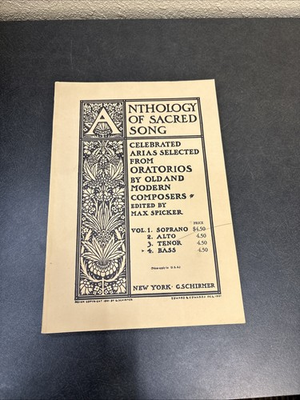 ANTHOLOGY
OF SACRED
SONG
CELEBRATED
ARIAS SELECTED
FROM
ORATORIOS
BY OLD AND
MODERN
COMPOSERS
EDITED BY
MAX SPICKER
PRICE
VOL 1. SOPRANO $4.50
2. ALTO 4.50
3. TENOR 4.50
4. BASS 4.50
NEW YORK · G. SCHIRMER